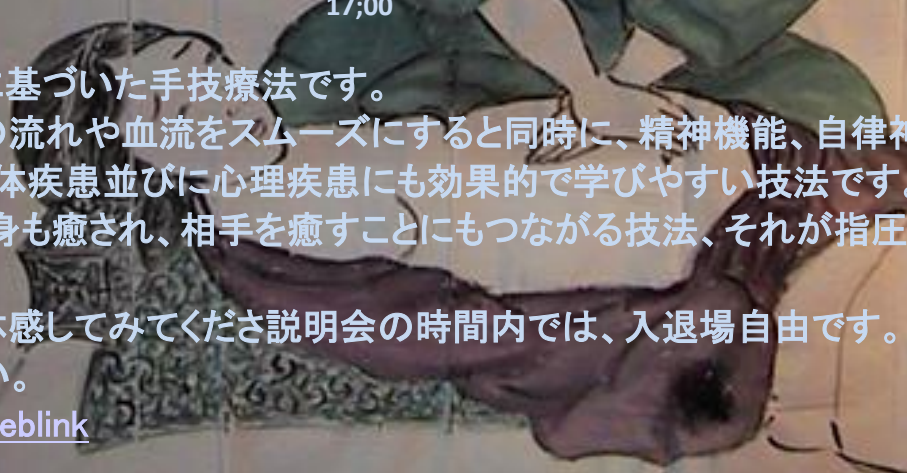 17;00
に基づいた手技療法です。
の流れや血流をスムーズにすると同時に、精神機能、自律神
体疾患並びに心理疾患にも効果的で学びやすい技法です。
身も癒され、相手を癒すことにもつながる技法、それが指圧
体感してみてくださ説明会の時間内では、入退場自由です。
い。
eblink